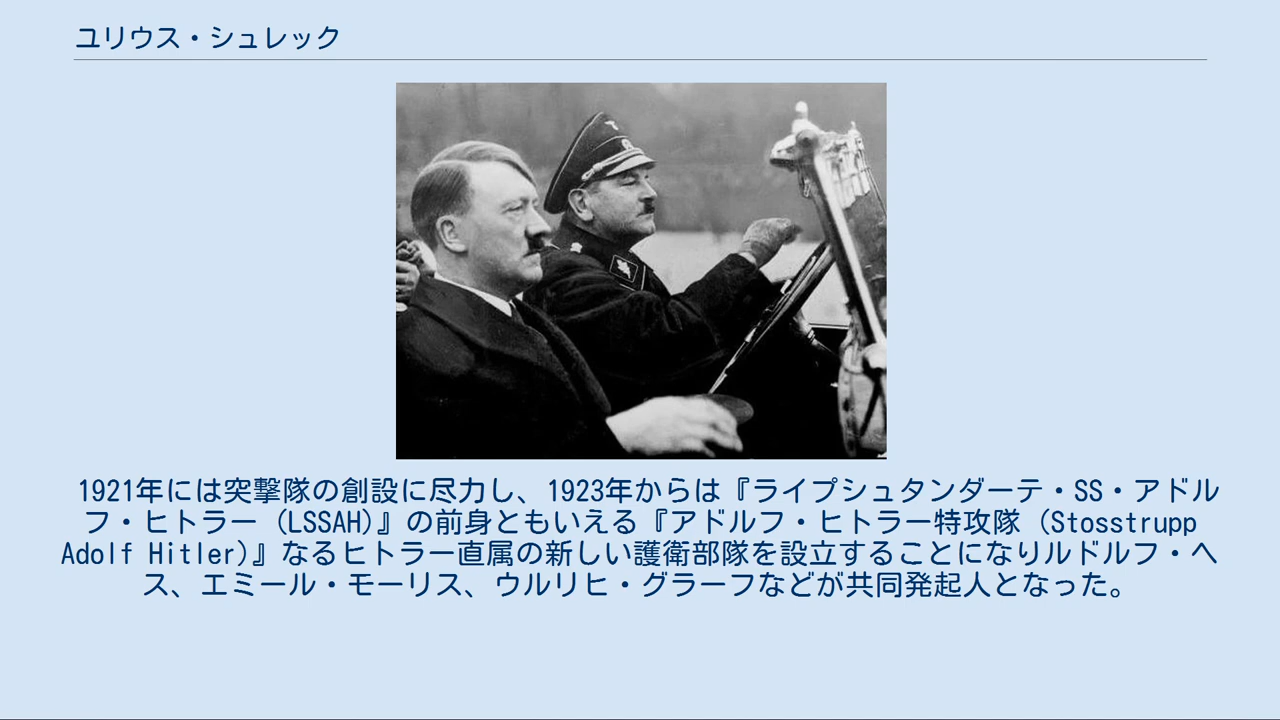 ユリウス・シュレック
1921年には突撃隊の創設に尽力し、1923年からは『ライプシュタンダーテ・SS・アドル
フ・ヒトラー（LSSAH)』の前身ともいえる『アドルフ・ヒトラー特攻隊（Stosstrupp
Adolf Hitler)』なるヒトラー直属の新しい護衛部隊を設立することになりルドルフ・ヘ
ス、エミール・モーリス、ウルリヒ・グラーフなどが共同発起人となった。